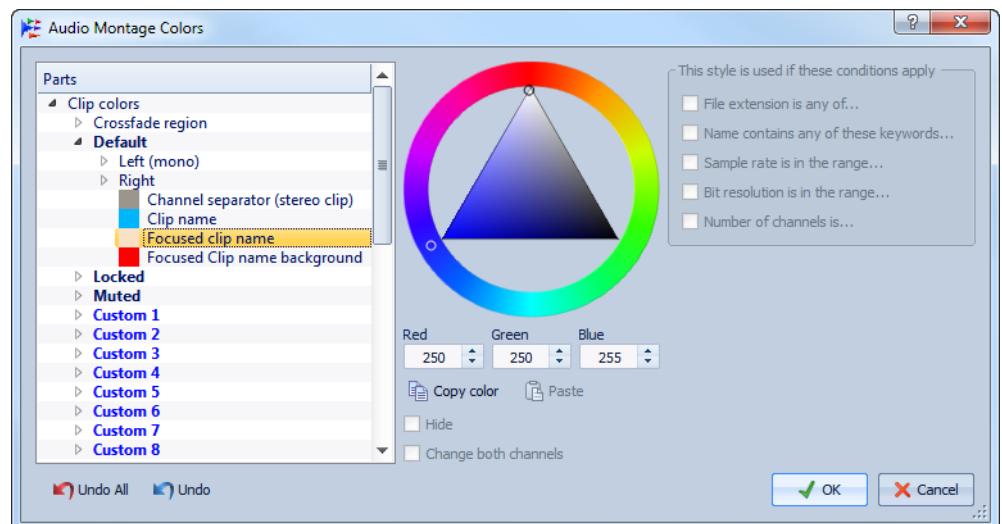 Audio Montage Colors
Parts
Clip colors
Crossfade region
Default
Left (mono)
Right
Channel separator (stereo clip)
Clip name
Focused clip name
Focused Clip name background
Locked
Muted
Custom 1
Custom 2
Custom 3
Custom 4
Custom 5
Custom 6
Custom 7
Custom 8
Undo All
Undo
Red
Green
Blue
250
250
255
Copy color
Paste
Hide
Change both channels
This style is used if these conditions apply
File extension is any of...
Name contains any of these keywords...
Sample rate is in the range...
Bit resolution is in the range...
Number of channels is...
OK
Cancel